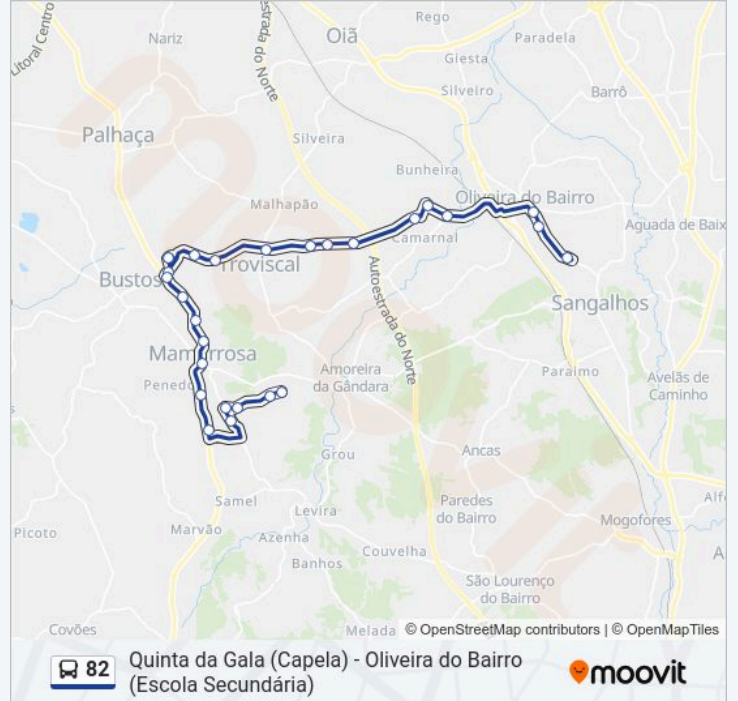 Rego
Litoral Centro
strada do Norte
Nariz
Oiã
Paradela
Giesta
Silveiro
Barrô
Palhaça
Silveira
Bunheira
Malhapão
Oliveira do Bairro
Aguada de Baix
Camarnal
Troviscal
Bustos
Autoestrada do Norte
Sangalhos
Mamarrosa
Penedo
Amoreira
da Gândara
Paraimo
Avelãs de
Caminho
Ancas
Grou
Samel
Levira
Paredes
do Bairro
Alf
Mogofores
Picoto
Marvão
Azenha
Couvelha
A
Banhos
São Lourenço
do Bairro
Covões
Melada
© OpenStreetMap contributors | © OpenMapTiles
82
Quinta da Gala (Capela) - Oliveira do Bairro
(Escola Secundária)
moovit